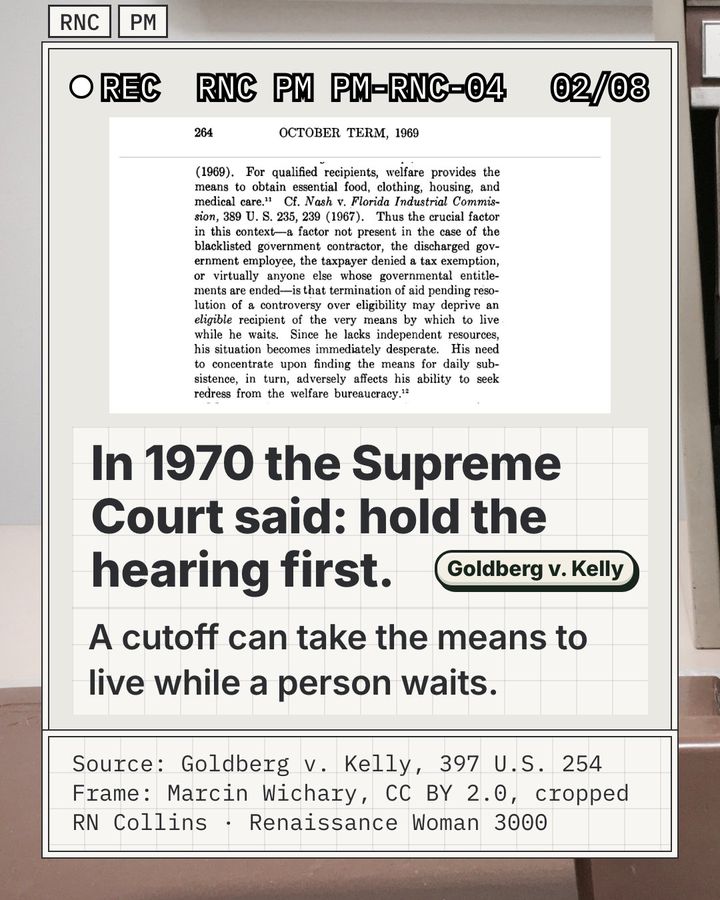 RNC PM
REC RNC PM PM-RNC-04 02/08
264 OCTOBER TERM, 1969
(1969). For qualified recipients, welfare provides the
means to obtain essential food, clothing, housing, and
medical care.¹¹ Cf. Nash v. Florida Industrial Commis-
sion, 389 U. S. 235, 239 (1967). Thus the crucial factor
in this context—a factor not present in the case of the
blacklisted government contractor, the discharged gov-
ernment employee, the taxpayer denied a tax exemption,
or virtually anyone else whose governmental entitle-
ments are ended—is that termination of aid pending reso-
lution of a controversy over eligibility may deprive an
eligible recipient of the very means by which to live
while he waits. Since he lacks independent resources,
his situation becomes immediately desperate. His need
to concentrate upon finding the means for daily sub-
sistence, in turn, adversely affects his ability to seek
redress from the welfare bureaucracy.¹²
In 1970 the Supreme
Court said: hold the
hearing first.
Goldberg v. Kelly
A cutoff can take the means to
live while a person waits.
Source: Goldberg v. Kelly, 397 U.S. 254
Frame: Marcin Wichary, CC BY 2.0, cropped
RN Collins · Renaissance Woman 3000